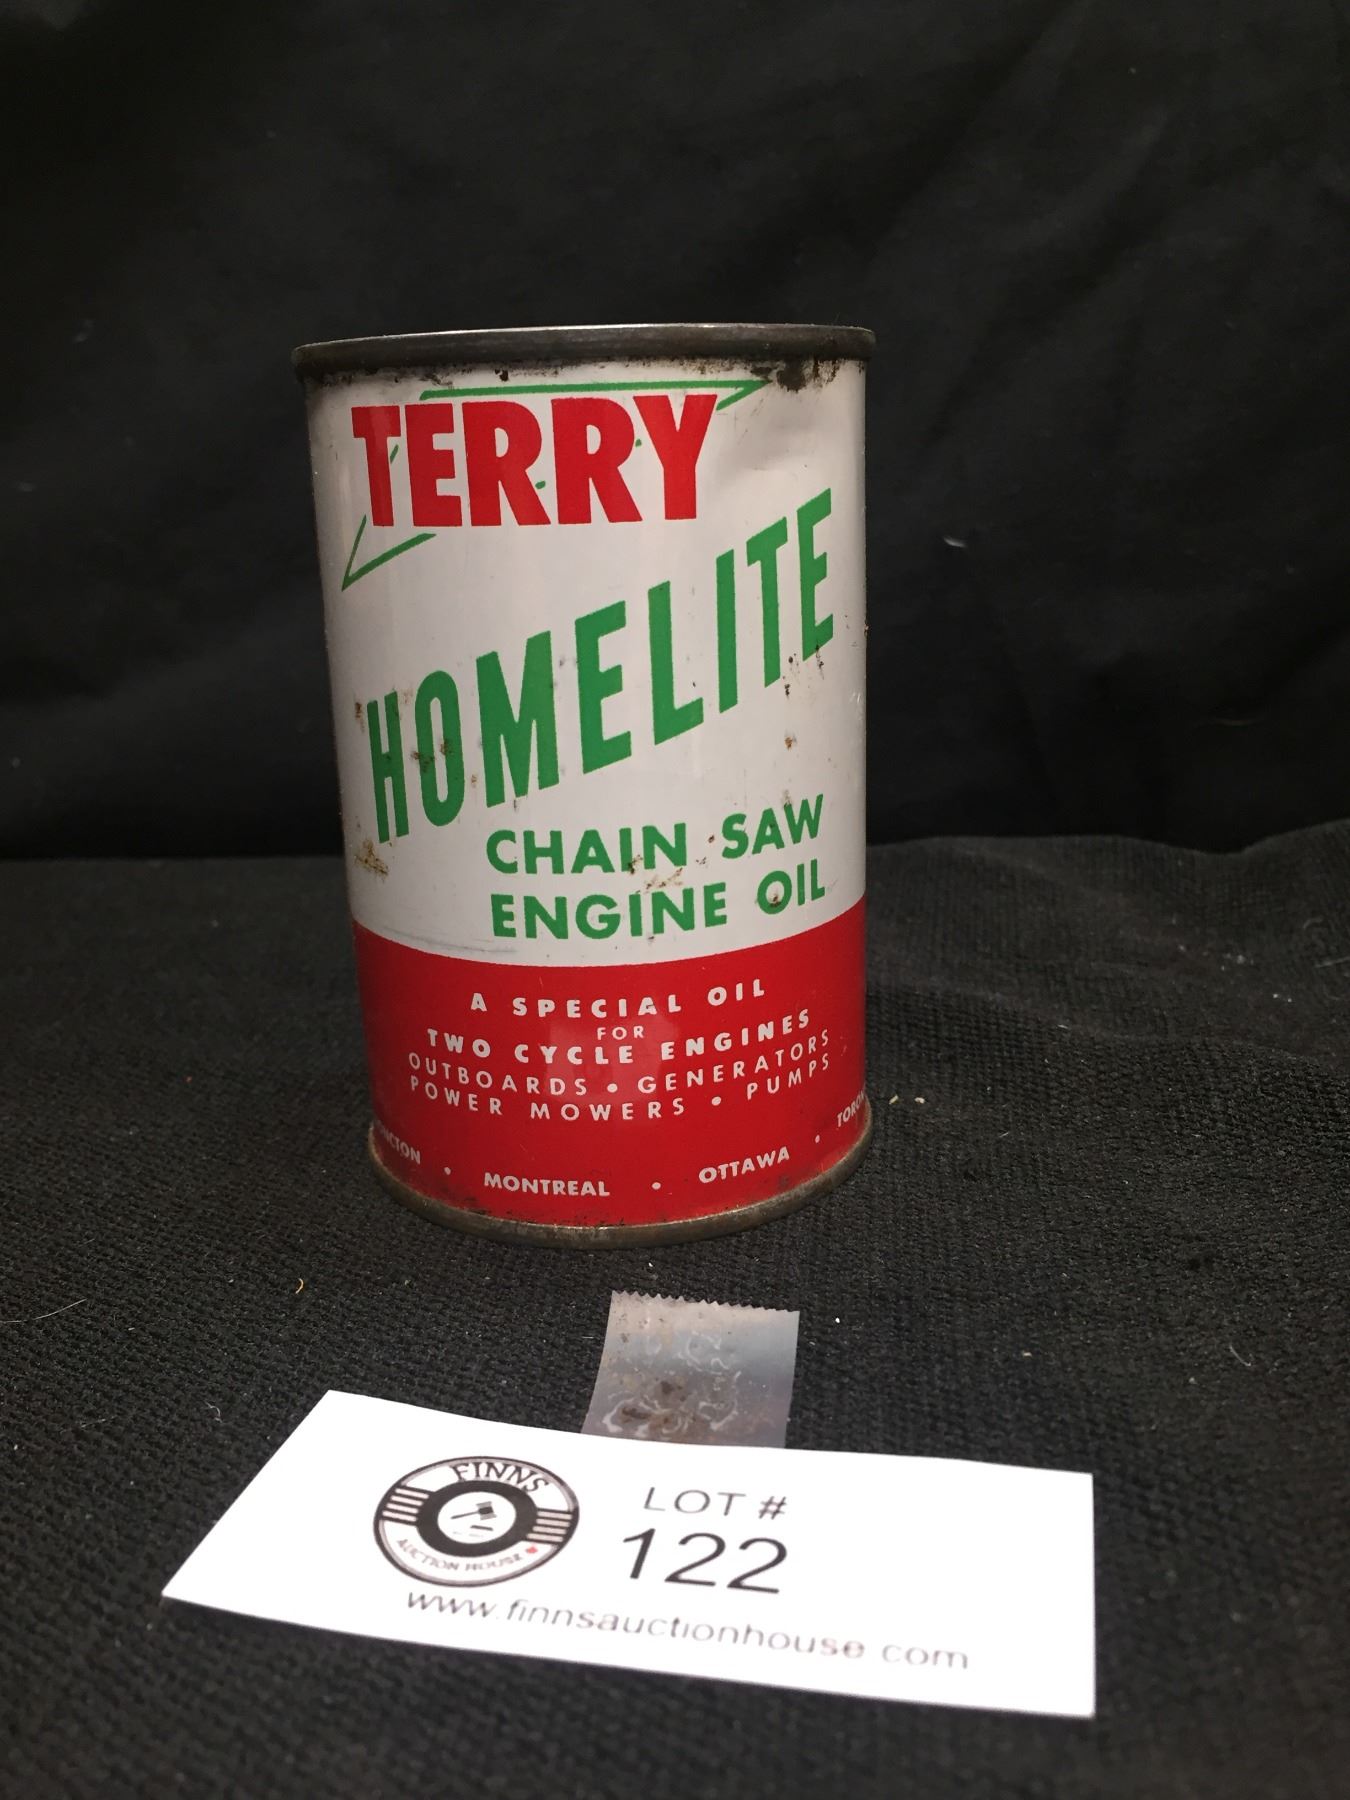 TERRY
HOMELITE
CHAIN SAW
ENGINE OIL
A SPECIAL OIL
FOR
TWO CYCLE ENGINES
OUTBOARDS • GENERATORS
POWER MOWERS • PUMPS
• MONTREAL • OTTAWA •
FINNS
AUCTION HOUSE
LOT #
122
www.finnsauctionhouse.com